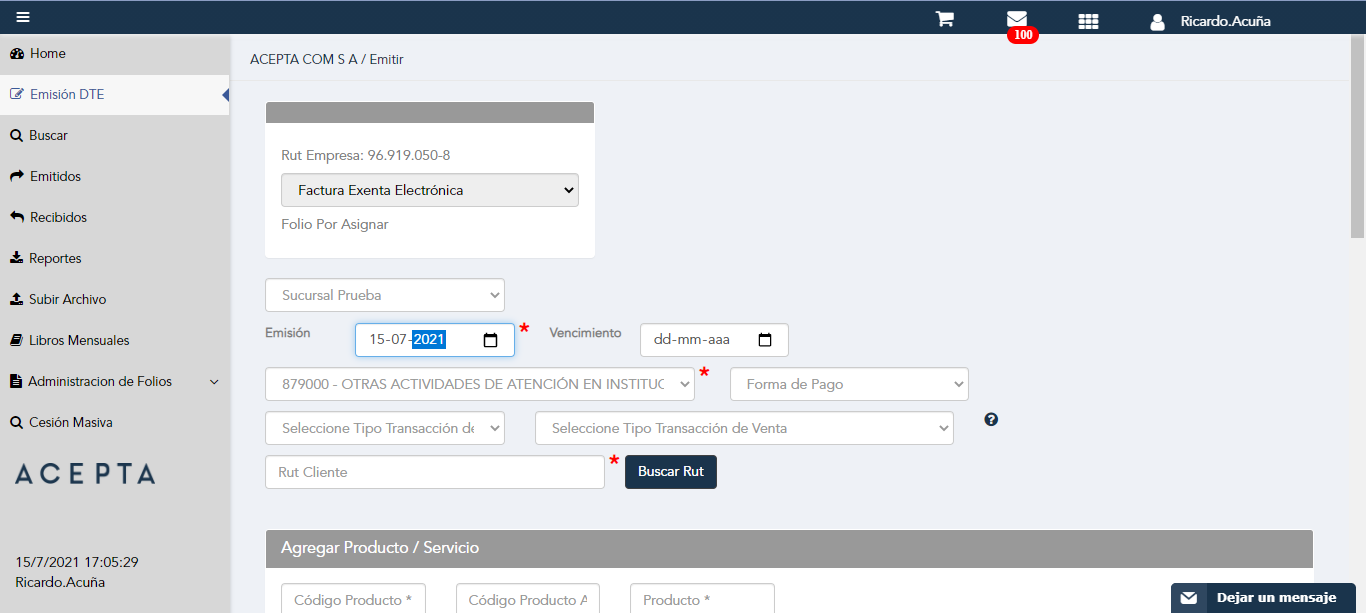 Ricardo.Acuña
100
Home
Emisión DTE
Buscar
Emitidos
Recibidos
Reportes
Subir Archivo
Libros Mensuales
Administracion de Folios
Cesión Masiva
ACEPTA
15/7/2021 17:05:29
Ricardo.Acuña
ACEPTA COM S A / Emitir
Rut Empresa: 96.919.050-8
Factura Exenta Electrónica
Folio Por Asignar
Sucursal Prueba
Emisión 15-07-2021 * Vencimiento dd-mm-aaa
879000 - OTRAS ACTIVIDADES DE ATENCIÓN EN INSTITUC * Forma de Pago
Seleccione Tipo Transacción de Seleccione Tipo Transacción de Venta ?
Rut Cliente * Buscar Rut
Agregar Producto / Servicio
Código Producto * Código Producto A Producto *
Dejar un mensaje